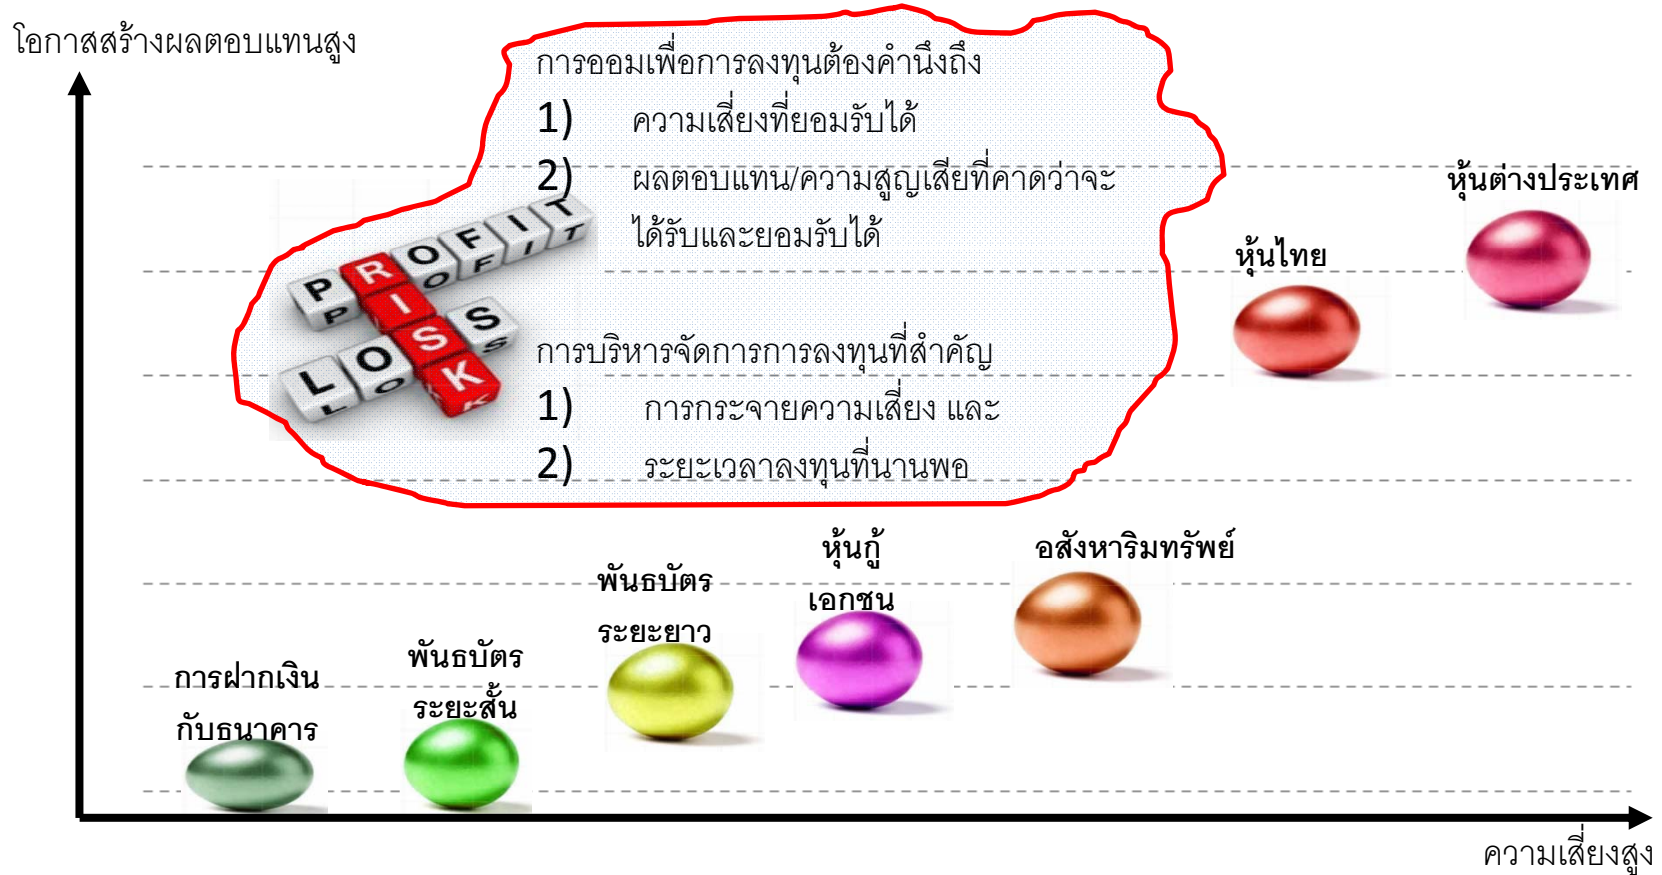 โอกาสสร้างผลตอบแทนสูง
การออมเพื่อการลงทุนต้องคำนึงถึง
1) ความเสี่ยงที่ยอมรับได้
2) ผลตอบแทน/ความสูญเสียที่คาดว่าจะ
ได้รับและยอมรับได้
PROFIT
RISK
LOSS
การบริหารจัดการการลงทุนที่สำคัญ
1) การกระจายความเสี่ยง และ
2) ระยะเวลาลงทุนที่นานพอ
หุ้นต่างประเทศ
หุ้นไทย
อสังหาริมทรัพย์
หุ้นกู้
เอกชน
พันธบัตร
ระยะยาว
พันธบัตร
ระยะสั้น
การฝากเงิน
กับธนาคาร
ความเสี่ยงสูง